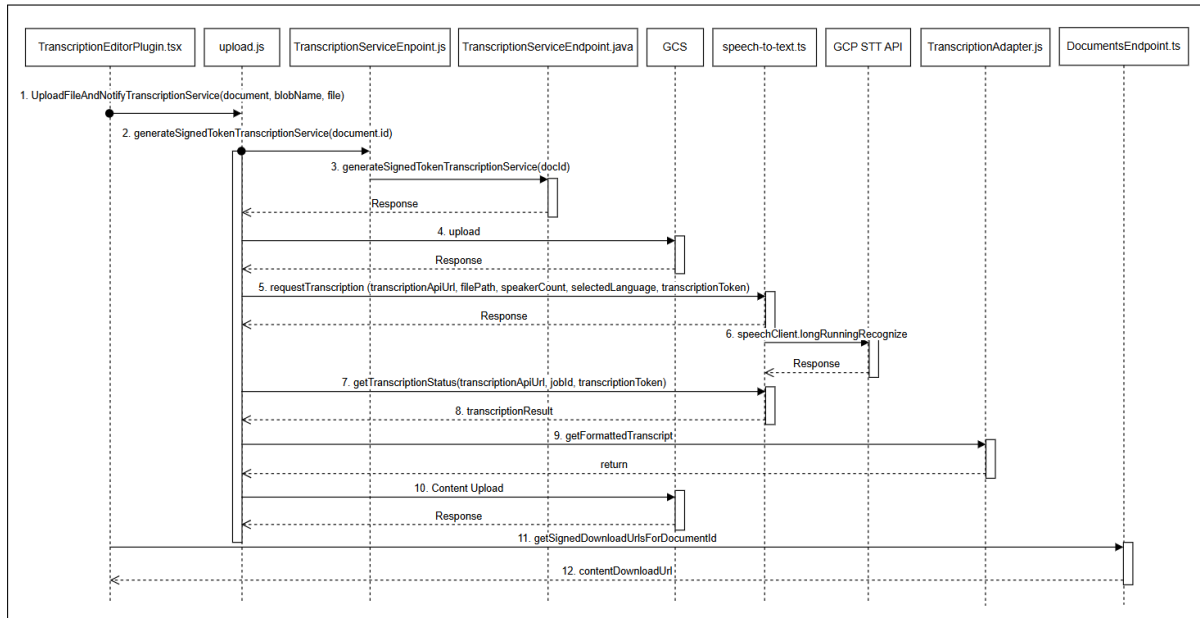 TranscriptionEditorPlugin.tsx
upload.js
TranscriptionServiceEnpoint.js
TranscriptionServiceEndpoint.java
GCS
speech-to-text.ts
GCP STT API
TranscriptionAdapter.js
DocumentsEndpoint.ts
1. UploadFileAndNotifyTranscriptionService(document, blobName, file)
2. generateSignedTokenTranscriptionService(document.id)
3. generateSignedTokenTranscriptionService(docId)
Response
4. upload
Response
5. requestTranscription (transcriptionApiUrl, filePath, speakerCount, selectedLanguage, transcriptionToken)
Response
6. speechClient.longRunningRecognize
Response
7. getTranscriptionStatus(transcriptionApiUrl, jobId, transcriptionToken)
8. transcriptionResult
9. getFormattedTranscript
return
10. Content Upload
Response
11. getSignedDownloadUrlsForDocumentId
12. contentDownloadUrl